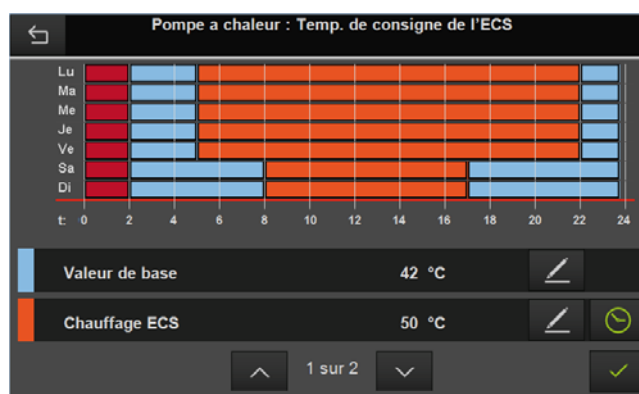 Pompe a chaleur : Temp. de consigne de l'ECS
Lu
Ma
Me
Je
Ve
Sa
Di
t: 0 2 4 6 8 10 12 14 16 18 20 22 24
Valeur de base 42 °C
Chauffage ECS 50 °C
1 sur 2